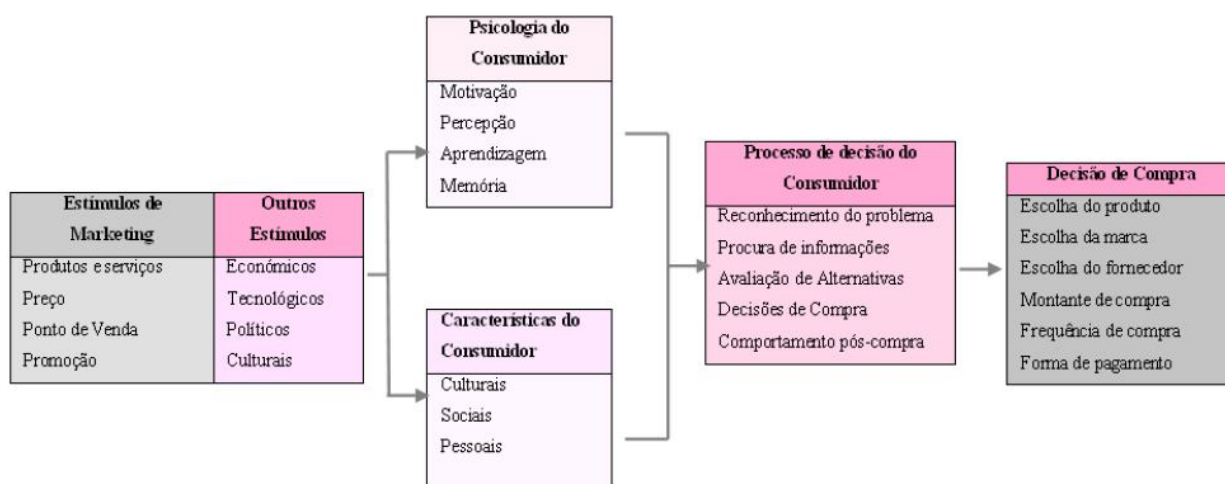 Estímulos de
Marketing
Produtos e serviços
Preço
Ponto de Venda
Promoção
Outros
Estímulos
Económicos
Tecnológicos
Políticos
Culturais
Psicologia do
Consumidor
Motivação
Percepção
Aprendizagem
Memória
Características do
Consumidor
Culturais
Sociais
Pessoais
Processo de decisão do
Consumidor
Reconhecimento do problema
Procura de informações
Avaliação de Alternativas
Decisões de Compra
Comportamento pós-compra
Decisão de Compra
Escolha do produto
Escolha da marca
Escolha do fornecedor
Montante de compra
Frequência de compra
Forma de pagamento